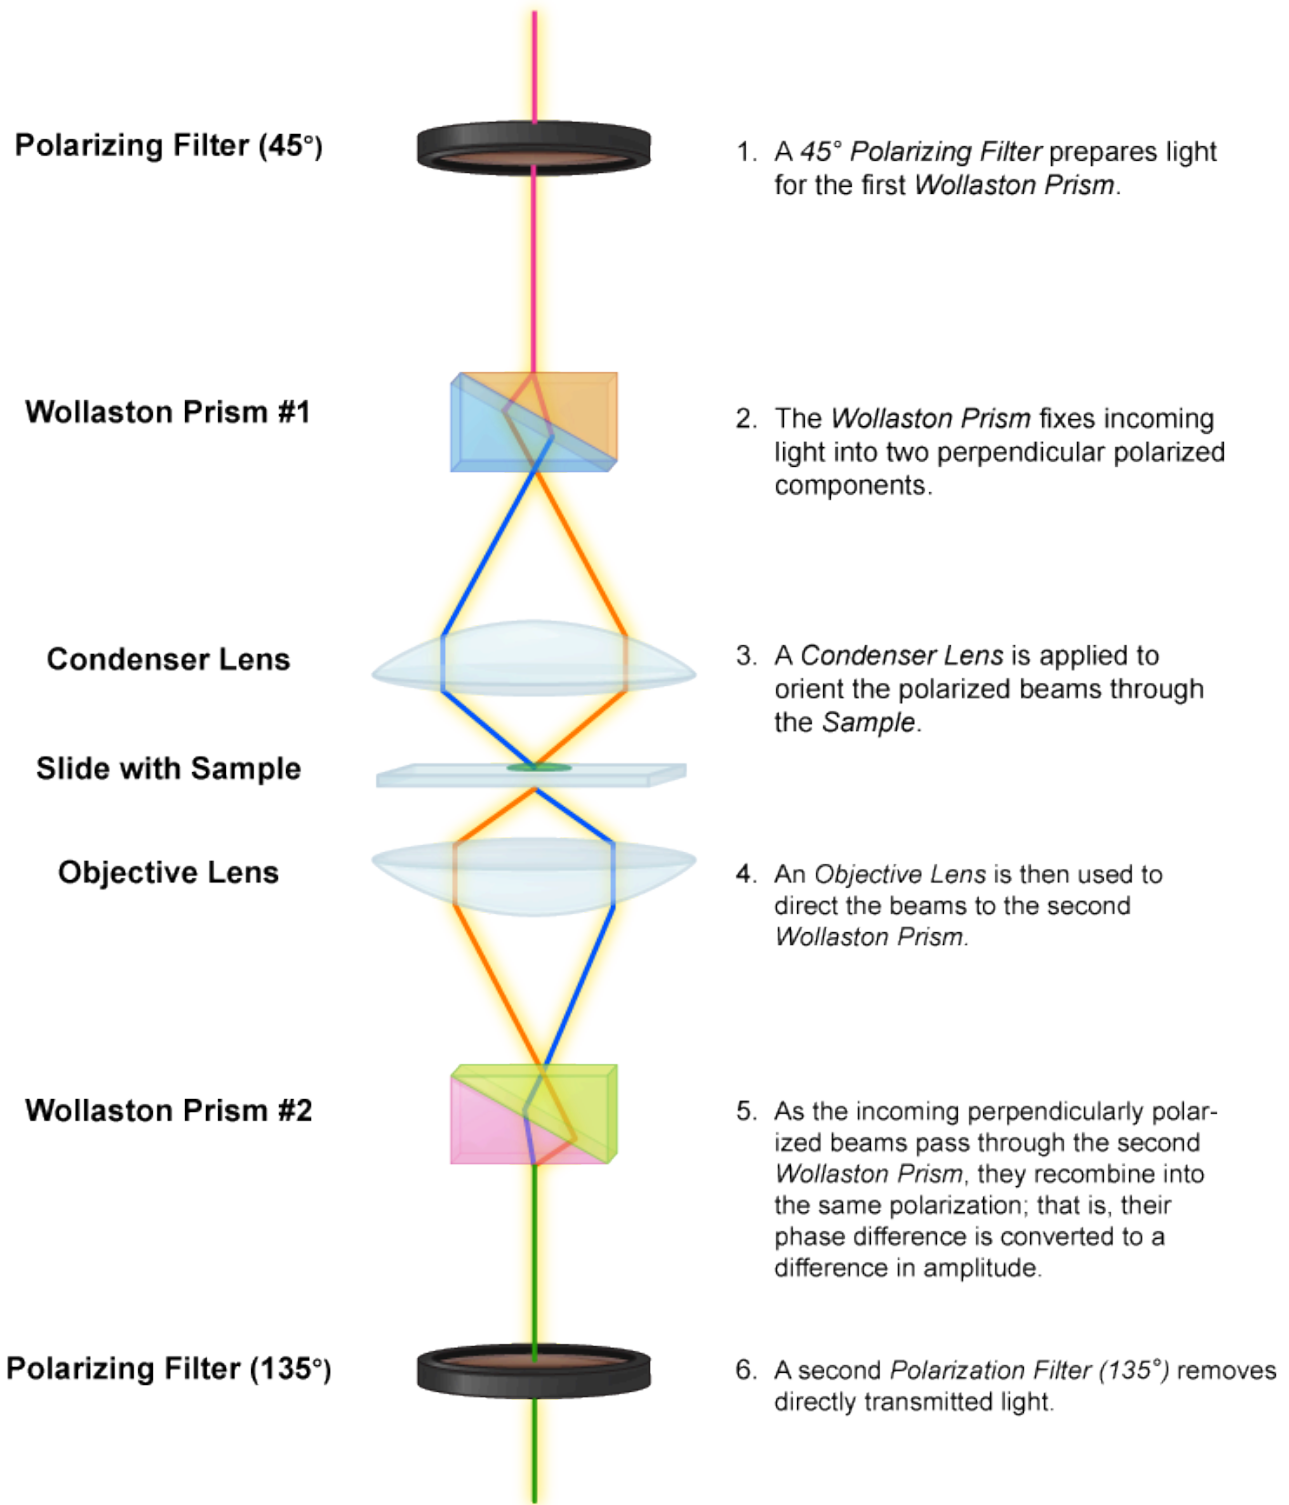 Polarizing Filter (45°)
1. A 45° Polarizing Filter prepares light
for the first Wollaston Prism.
Wollaston Prism #1
2. The Wollaston Prism fixes incoming
light into two perpendicular polarized
components.
Condenser Lens
3. A Condenser Lens is applied to
orient the polarized beams through
the Sample.
Slide with Sample
Objective Lens
4. An Objective Lens is then used to
direct the beams to the second
Wollaston Prism.
Wollaston Prism #2
5. As the incoming perpendicularly polar-
ized beams pass through the second
Wollaston Prism, they recombine into
the same polarization; that is, their
phase difference is converted to a
difference in amplitude.
Polarizing Filter (135°)
6. A second Polarization Filter (135°) removes
directly transmitted light.